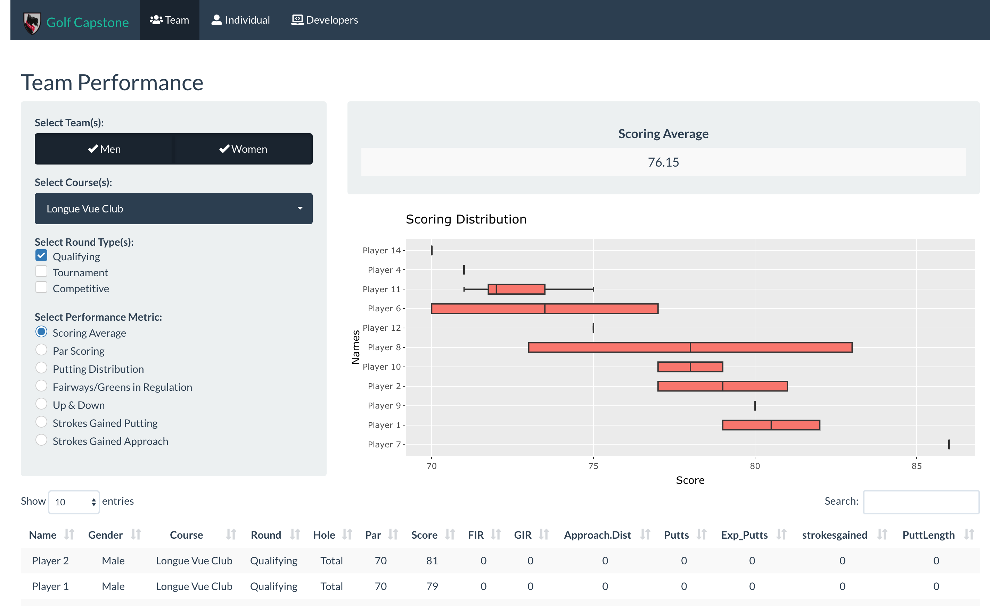 Golf Capstone Team Individual Developers
Team Performance
Select Team(s):
Men Women
Select Course(s):
Longue Vue Club
Select Round Type(s):
Qualifying
Tournament
Competitive
Select Performance Metric:
Scoring Average
Par Scoring
Putting Distribution
Fairways/Greens in Regulation
Up & Down
Strokes Gained Putting
Strokes Gained Approach
Scoring Average
76.15
Scoring Distribution
Names
Player 14
Player 4
Player 11
Player 6
Player 12
Player 8
Player 10
Player 2
Player 9
Player 1
Player 7
70 75 80 85
Score
Show 10 entries
Search:
Name Gender Course Round Hole Par Score FIR GIR Approach.Dist Putts Exp_Putts strokesgained PuttLength
Player 2 Male Longue Vue Club Qualifying Total 70 81 0 0 0 0 0 0 0
Player 1 Male Longue Vue Club Qualifying Total 70 79 0 0 0 0 0 0 0